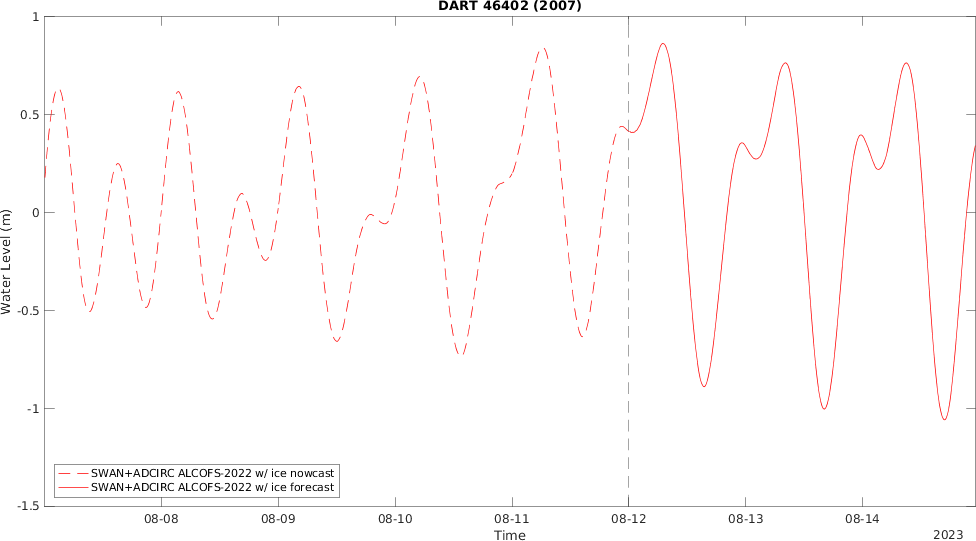 DART 46402 (2007)
1
0.5
0
-0.5
-1
-1.5
Water Level (m)
SWAN+ADCIRC ALCOFS-2022 w/ ice nowcast
SWAN+ADCIRC ALCOFS-2022 w/ ice forecast
08-08
08-09
08-10
08-11
08-12
08-13
08-14
Time
2023